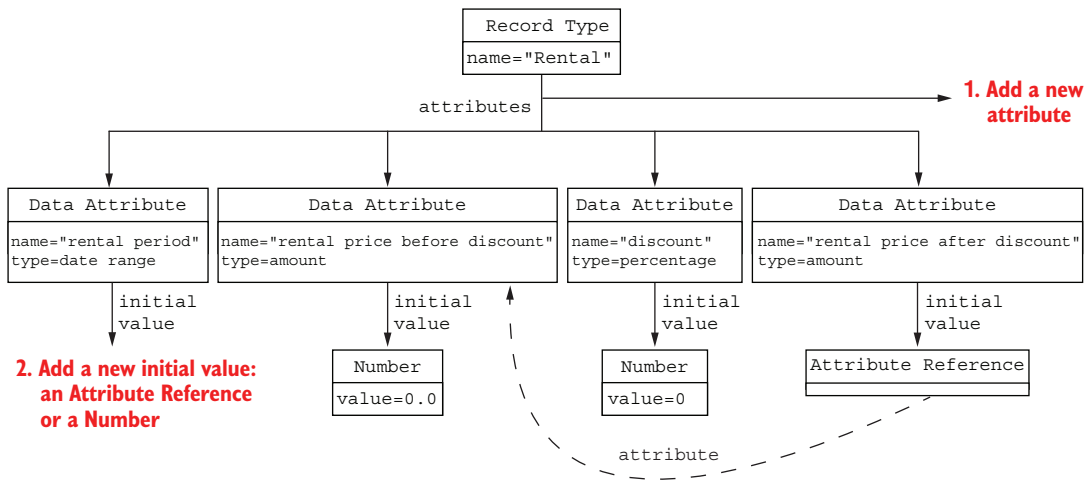 Record Type
name="Rental"
attributes
1. Add a new
attribute
Data Attribute
name="rental period"
type=date range
Data Attribute
name="rental price before discount"
type=amount
Data Attribute
name="discount"
type=percentage
Data Attribute
name="rental price after discount"
type=amount
initial
value
initial
value
initial
value
initial
value
2. Add a new initial value:
an Attribute Reference
or a Number
Number
value=0.0
Number
value=0
Attribute Reference
attribute